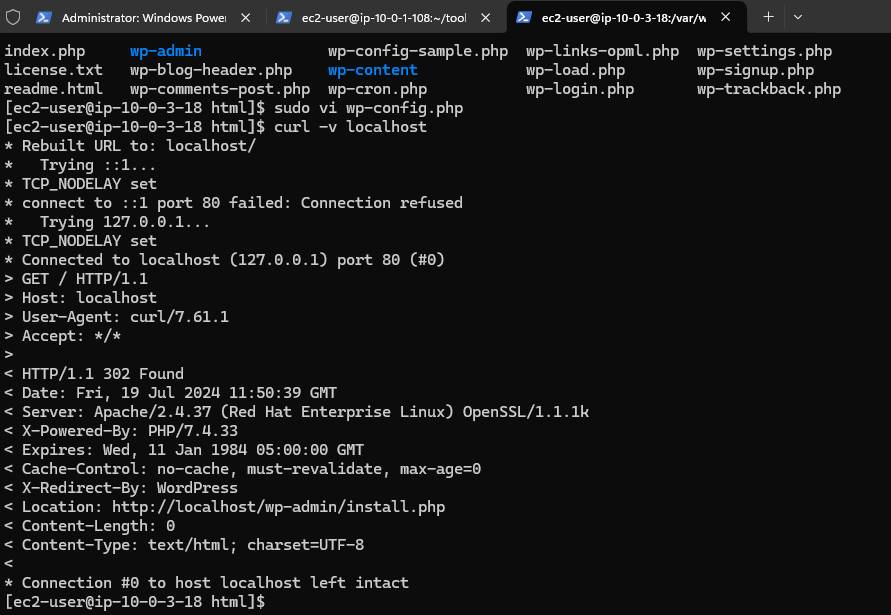 Administrator: Windows Power
ec2-user@ip-10-0-1-108:~/tool
ec2-user@ip-10-0-3-18:/var/w
index.php    wp-admin              wp-config-sample.php  wp-links-opml.php  wp-settings.php
license.txt  wp-blog-header.php    wp-content            wp-load.php        wp-signup.php
readme.html  wp-comments-post.php  wp-cron.php           wp-login.php       wp-trackback.php
[ec2-user@ip-10-0-3-18 html]$ sudo vi wp-config.php
[ec2-user@ip-10-0-3-18 html]$ curl -v localhost
* Rebuilt URL to: localhost/
*   Trying ::1...
* TCP_NODELAY set
* connect to ::1 port 80 failed: Connection refused
*   Trying 127.0.0.1...
* TCP_NODELAY set
* Connected to localhost (127.0.0.1) port 80 (#0)
> GET / HTTP/1.1
> Host: localhost
> User-Agent: curl/7.61.1
> Accept: */*
>
< HTTP/1.1 302 Found
< Date: Fri, 19 Jul 2024 11:50:39 GMT
< Server: Apache/2.4.37 (Red Hat Enterprise Linux) OpenSSL/1.1.1k
< X-Powered-By: PHP/7.4.33
< Expires: Wed, 11 Jan 1984 05:00:00 GMT
< Cache-Control: no-cache, must-revalidate, max-age=0
< X-Redirect-By: WordPress
< Location: http://localhost/wp-admin/install.php
< Content-Length: 0
< Content-Type: text/html; charset=UTF-8
<
* Connection #0 to host localhost left intact
[ec2-user@ip-10-0-3-18 html]$